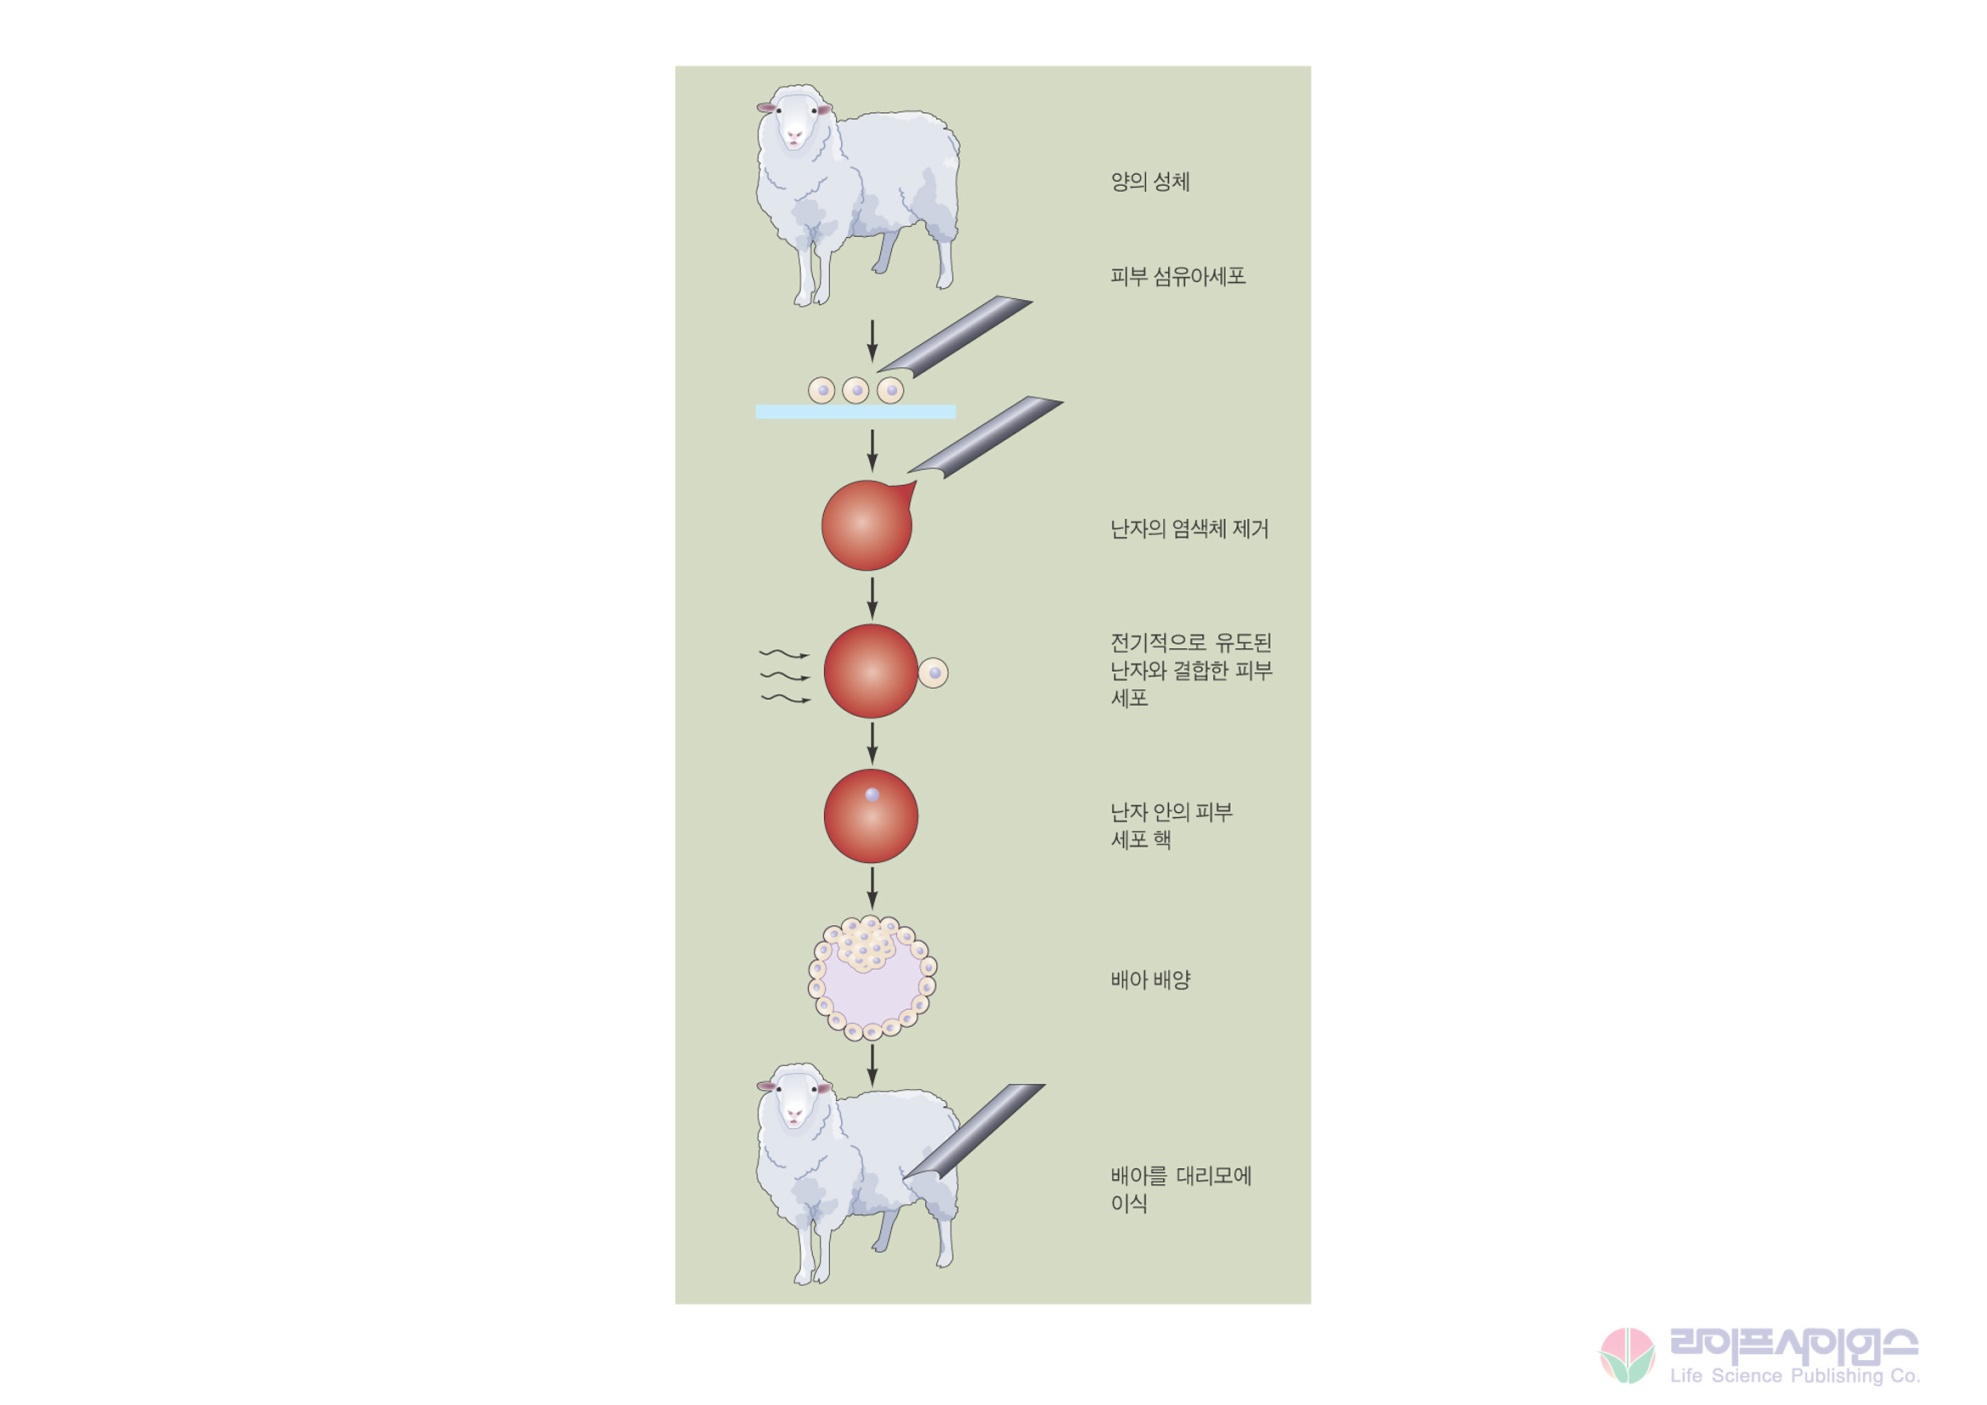 양의 성체
피부 섬유아세포
난자의 염색체 제거
전기적으로 유도된
난자와 결합한 피부
세포
난자 안의 피부
세포 핵
배아 배양
배아를 대리모에
이식
라이프사이언스
Life Science Publishing Co.